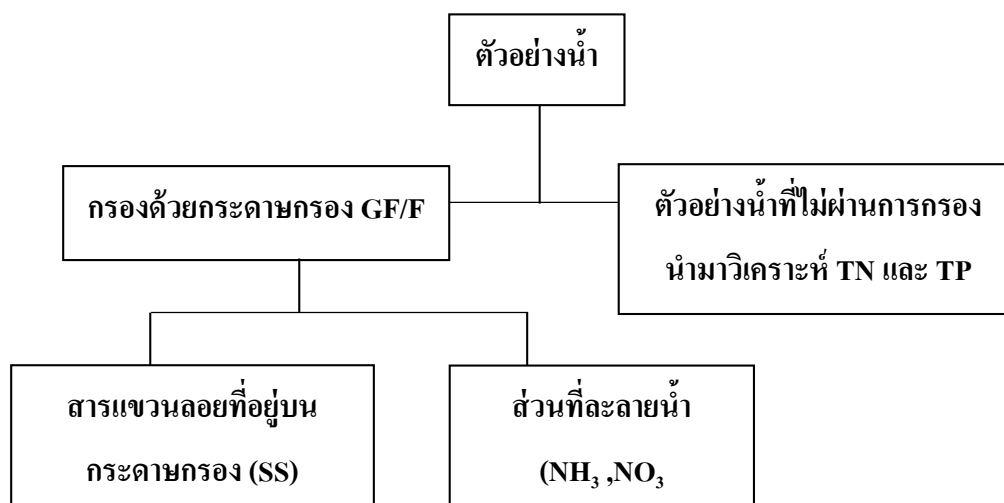 ตัวอย่างน้ำ
กรองด้วยกระดาษกรอง GF/F
ตัวอย่างน้ำที่ไม่ผ่านการกรอง
นำมาวิเคราะห์ TN และ TP
สารแขวนลอยที่อยู่บน
กระดาษกรอง (SS)
ส่วนที่ละลายน้ำ
(NH₃ ,NO₃